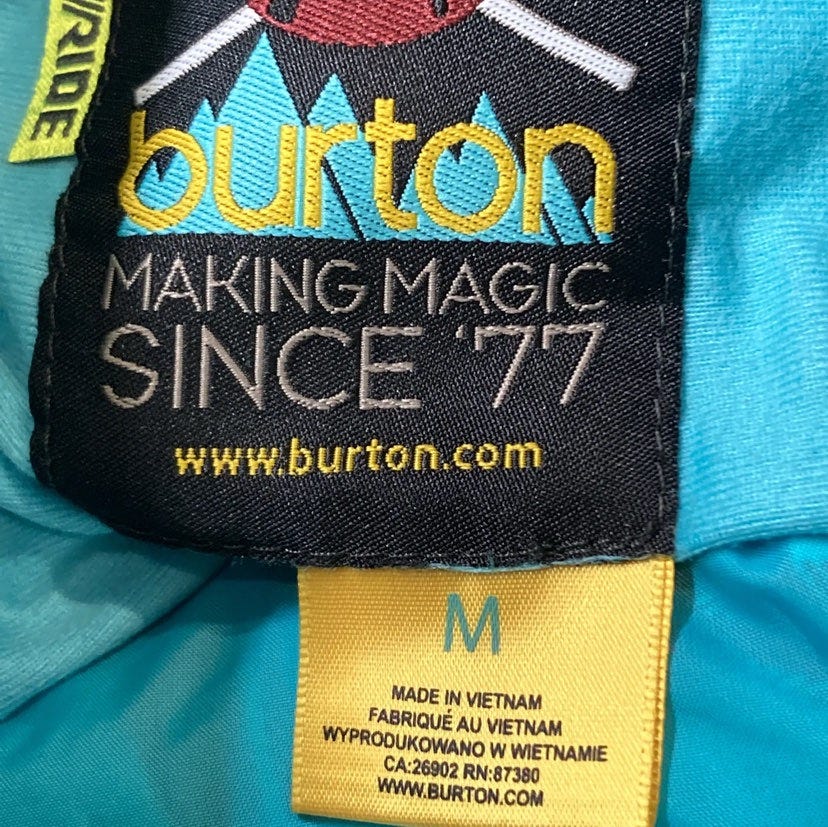 /RIDE
burton
MAKING MAGIC
SINCE '77
www.burton.com
M
MADE IN VIETNAM
FABRIQUÉ AU VIETNAM
WYPRODUKOWANO W WIETNAMIE
CA:26902 RN:87380
WWW.BURTON.COM